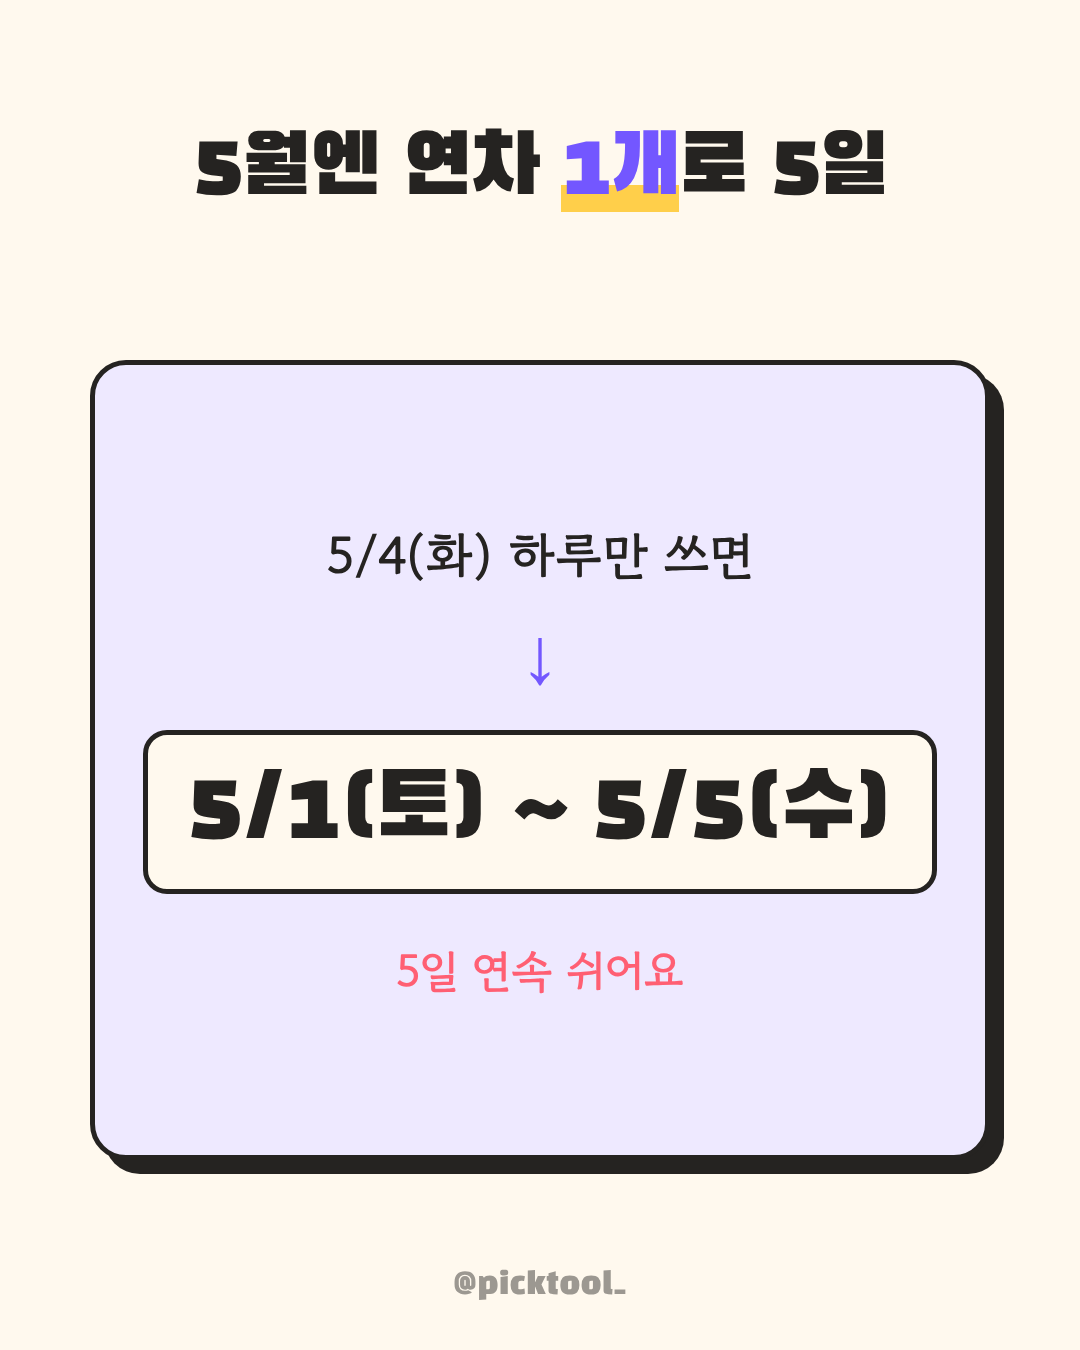 5월엔 연차 1개로 5일
5/4(화) 하루만 쓰면
↓
5/1(토) ~ 5/5(수)
5일 연속 쉬어요
@picktool_